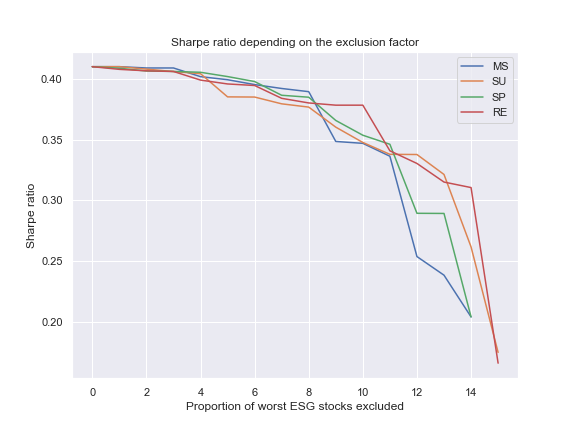 Sharpe ratio depending on the exclusion factor
MS
SU
SP
RE
0.40
0.35
0.30
0.25
0.20
Sharpe ratio
0 2 4 6 8 10 12 14
Proportion of worst ESG stocks excluded